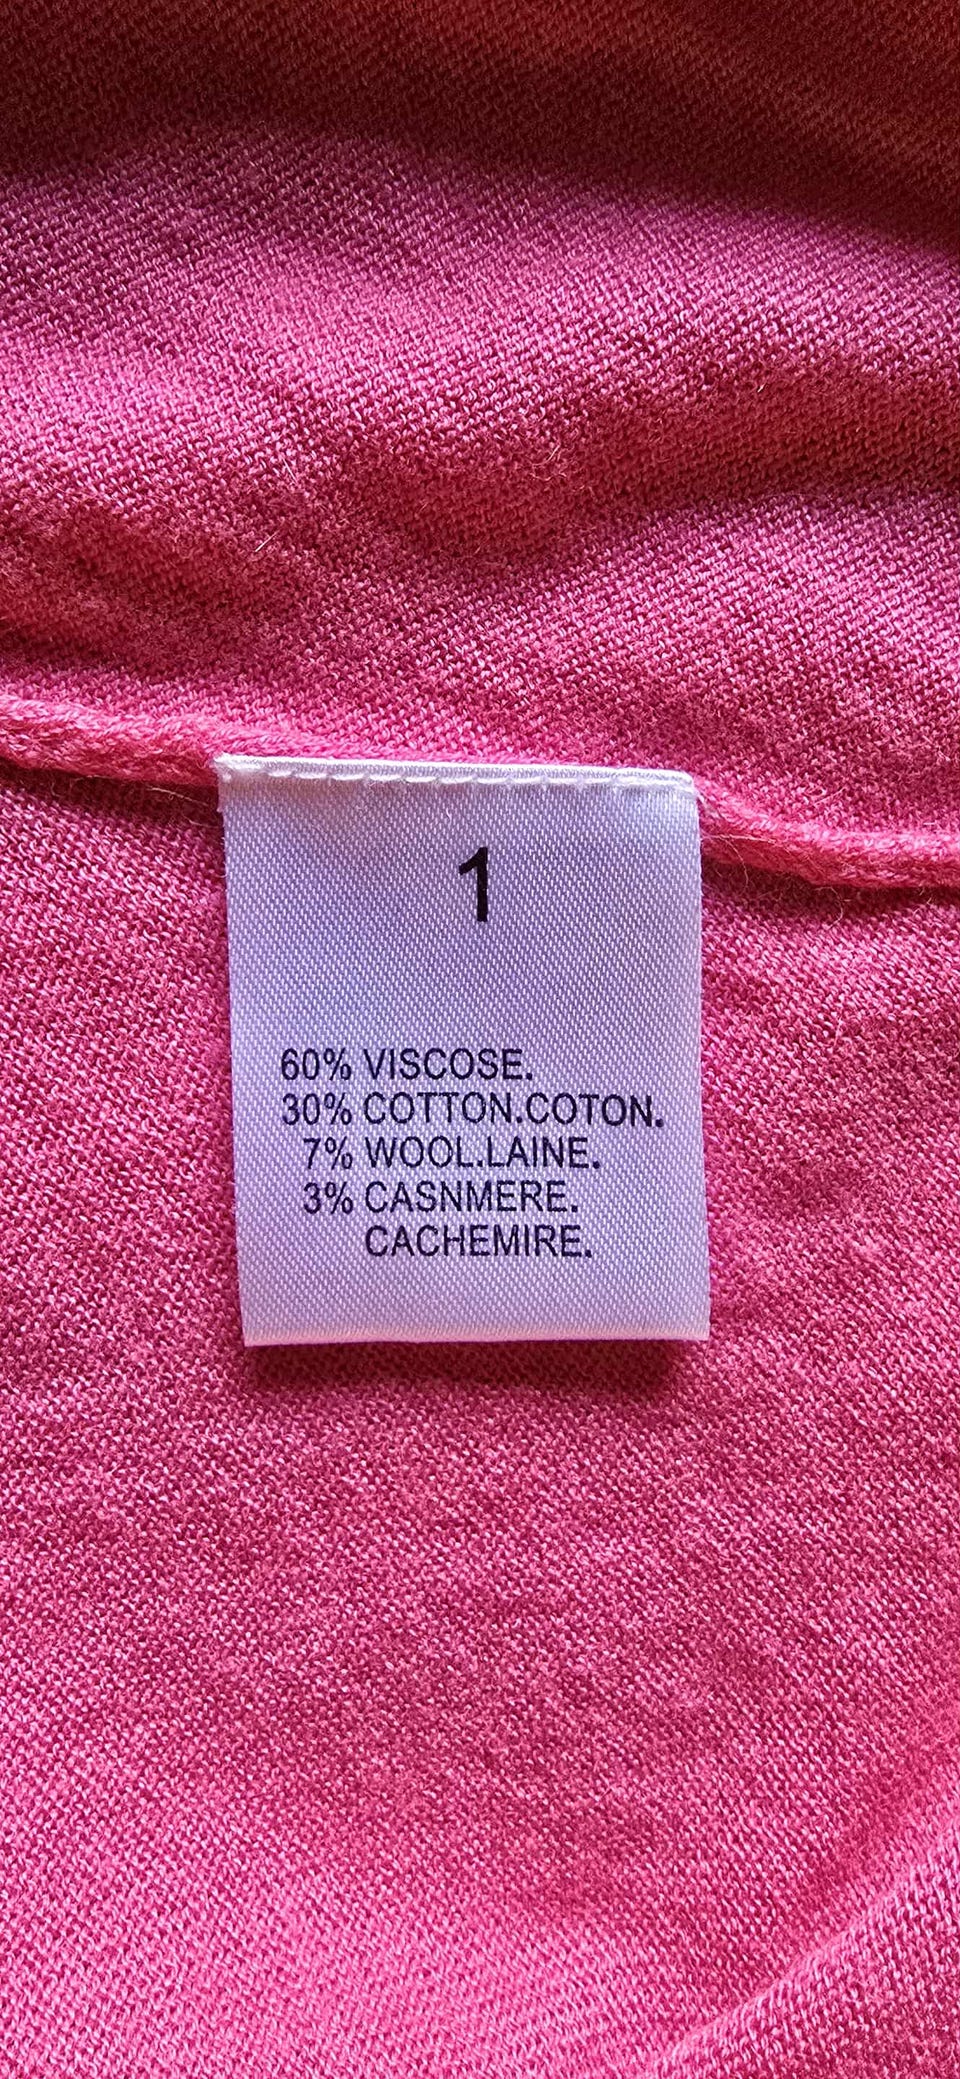 1
60% VISCOSE.
30% COTTON.COTON.
7% WOOL.LAINE.
3% CASNMERE.
CACHEMIRE.